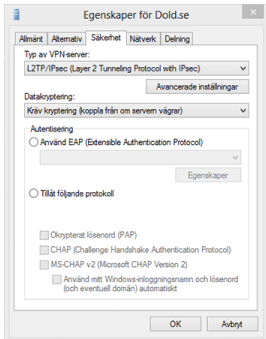 Egenskaper för Dold.se
Allmänt Alternativ Säkerhet Nätverk Delning
Typ av VPN-server:
L2TP/IPsec (Layer 2 Tunneling Protocol with IPsec)
Avancerade inställningar
Datakryptering:
Kräv kryptering (koppla från om servern vägrar)
Autentisering
Använd EAP (Extensible Authentication Protocol)
Egenskaper
Tillåt följande protokoll
Okrypterat lösenord (PAP)
CHAP (Challenge Handshake Authentication Protocol)
MS-CHAP v2 (Microsoft CHAP Version 2)
Använd mitt Windows-inloggningsnamn och lösenord
(och eventuell domän) automatiskt
OK Avbryt